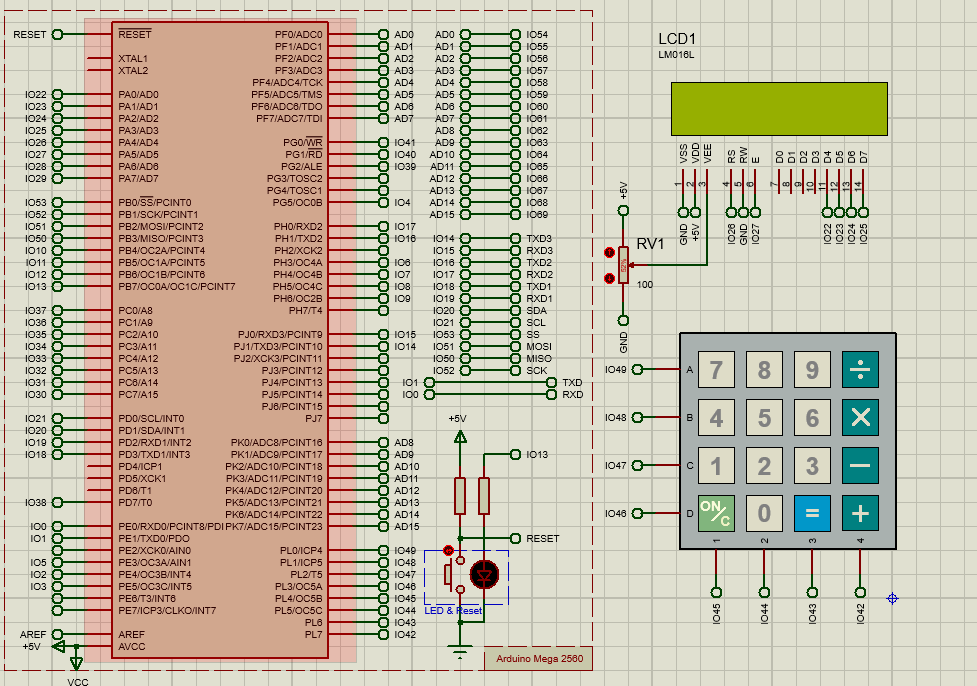 RESET
IO22
IO23
IO24
IO25
IO26
IO27
IO28
IO29
IO53
IO52
IO51
IO50
IO10
IO11
IO12
IO13
IO37
IO36
IO35
IO34
IO33
IO32
IO31
IO30
IO21
IO20
IO19
IO18
IO38
IO0
IO1
IO5
IO2
IO3
AREF
+5V
VCC
RESET
XTAL1
XTAL2
PA0/AD0
PA1/AD1
PA2/AD2
PA3/AD3
PA4/AD4
PA5/AD5
PA6/AD6
PA7/AD7
PB0/SS/PCINT0
PB1/SCK/PCINT1
PB2/MOSI/PCINT2
PB3/MISO/PCINT3
PB4/OC2A/PCINT4
PB5/OC1A/PCINT5
PB6/OC1B/PCINT6
PB7/OC0A/OC1C/PCINT7
PC0/A8
PC1/A9
PC2/A10
PC3/A11
PC4/A12
PC5/A13
PC6/A14
PC7/A15
PD0/SCL/INT0
PD1/SDA/INT1
PD2/RXD1/INT2
PD3/TXD1/INT3
PD4/ICP1
PD5/XCK1
PD6/T1
PD7/T0
PE0/RXD0/PCINT8/PDI
PE1/TXD0/PDO
PE2/XCK0/AIN0
PE3/OC3A/AIN1
PE4/OC3B/INT4
PE5/OC3C/INT5
PE6/T3/INT6
PE7/ICP3/CLKO/INT7
AREF
AVCC
PF0/ADC0
PF1/ADC1
PF2/ADC2
PF3/ADC3
PF4/ADC4/TCK
PF5/ADC5/TMS
PF6/ADC6/TDO
PF7/ADC7/TDI
PG0/WR
PG1/RD
PG2/ALE
PG3/TOSC2
PG4/TOSC1
PG5/OC0B
PH0/RXD2
PH1/TXD2
PH2/XCK2
PH3/OC4A
PH4/OC4B
PH5/OC4C
PH6/OC2B
PH7/T4
PJ0/RXD3/PCINT9
PJ1/TXD3/PCINT10
PJ2/XCK3/PCINT11
PJ3/PCINT12
PJ4/PCINT13
PJ5/PCINT14
PJ6/PCINT15
PJ7
PK0/ADC8/PCINT16
PK1/ADC9/PCINT17
PK2/ADC10/PCINT18
PK3/ADC11/PCINT19
PK4/ADC12/PCINT20
PK5/ADC13/PCINT21
PK6/ADC14/PCINT22
PK7/ADC15/PCINT23
PL0/ICP4
PL1/ICP5
PL2/T5
PL3/OC5A
PL4/OC5B
PL5/OC5C
PL6
PL7
AD0
AD1
AD2
AD3
AD4
AD5
AD6
AD7
IO41
IO40
IO39
IO4
IO17
IO16
IO6
IO7
IO8
IO9
IO15
IO14
AD8
AD9
AD10
AD11
AD12
AD13
AD14
AD15
IO49
IO48
IO47
IO46
IO45
IO44
IO43
IO42
AD0 IO54
AD1 IO55
AD2 IO56
AD3 IO57
AD4 IO58
AD5 IO59
AD6 IO60
AD7 IO61
AD8 IO62
AD9 IO63
AD10 IO64
AD11 IO65
AD12 IO66
AD13 IO67
AD14 IO68
AD15 IO69
IO14 TXD3
IO15 RXD3
IO16 TXD2
IO17 RXD2
IO18 TXD1
IO19 RXD1
IO20 SDA
IO21 SCL
IO53 SS
IO51 MOSI
IO50 MISO
IO52 SCK
IO1 TXD
IO0 RXD
+5V
IO13
RESET
LED & Reset
Arduino Mega 2560
LCD1
LM016L
VSS VDD VEE RS RW E D0 D1 D2 D3 D4 D5 D6 D7
1 2 3 4 5 6 7 8 9 10 11 12 13 14
GND +5V IO26 GND IO27 IO22 IO23 IO24 IO25
+5V
RV1
52%
100
GND
IO49 A 7 8 9 ÷
IO48 B 4 5 6 ×
IO47 C 1 2 3 −
IO46 D ON/C 0 = +
1 2 3 4
IO45 IO44 IO43 IO42